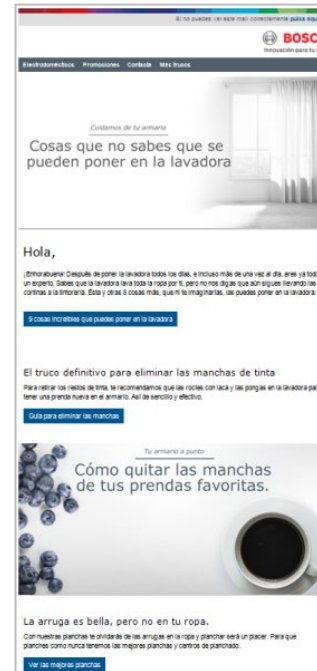 Si no puedes ver este mail correctamente pulsa aquí
BOSC
Innovación para tu
Electrodomésticos Promociones Contacta Más trucos
Cuidamos de tu armario
Cosas que no sabes que se
pueden poner en la lavadora
Hola,
¡Enhorabuena! Después de poner la lavadora todos los días, e incluso más de una vez al día, eres ya todo
un experto. Sabes que la lavadora lava toda la ropa por ti, pero no nos digas que aún sigues llevando las
cortinas a la tintorería. Ésta y otras 8 cosas más, que ni te imaginarías, las puedes poner en la lavadora.
9 cosas increíbles que puedes poner en la lavadora
El truco definitivo para eliminar las manchas de tinta
Para retirar los restos de tinta, te recomendamos que las rocíes con laca y las pongas en la lavadora par
tener una prenda nueva en el armario. Así de sencillo y efectivo.
Guía para eliminar las manchas
Tu armario a punto
Cómo quitar las manchas
de tus prendas favoritas.
La arruga es bella, pero no en tu ropa.
Con nuestras planchas te olvidarás de las arrugas en la ropa y planchar será un placer. Para que
planches como nunca tenemos las mejores planchas y centros de planchado.
Ver las mejores planchas